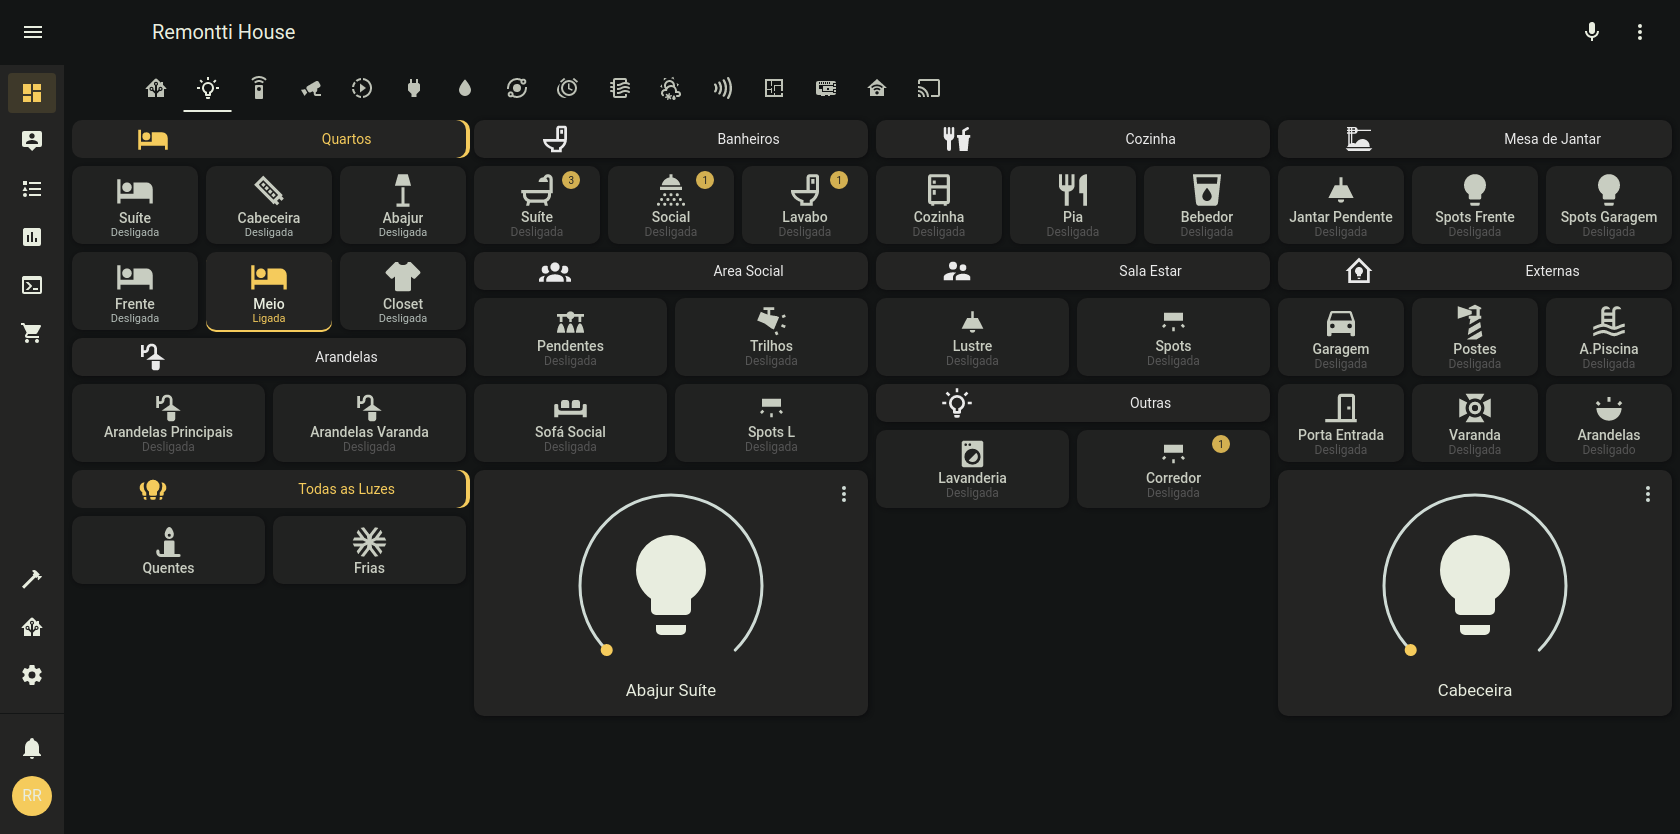 Remontti House
Quartos
Suíte
Desligada
Cabeceira
Desligada
Abajur
Desligada
Frente
Desligada
Meio
Ligada
Closet
Desligada
Arandelas
Arandelas Principais
Desligada
Arandelas Varanda
Desligada
Todas as Luzes
Quentes
Frias
Banheiros
3
Suíte
Desligada
1
Social
Desligada
1
Lavabo
Desligada
Area Social
Pendentes
Desligada
Trilhos
Desligada
Sofá Social
Desligada
Spots L
Desligada
Abajur Suíte
Cozinha
Cozinha
Desligada
Pia
Desligada
Bebedor
Desligada
Sala Estar
Lustre
Desligada
Spots
Desligada
Outras
Lavanderia
Desligada
1
Corredor
Desligada
Mesa de Jantar
Jantar Pendente
Desligada
Spots Frente
Desligada
Spots Garagem
Desligada
Externas
Garagem
Desligada
Postes
Desligada
A.Piscina
Desligada
Porta Entrada
Desligada
Varanda
Desligada
Arandelas
Desligado
Cabeceira
RR